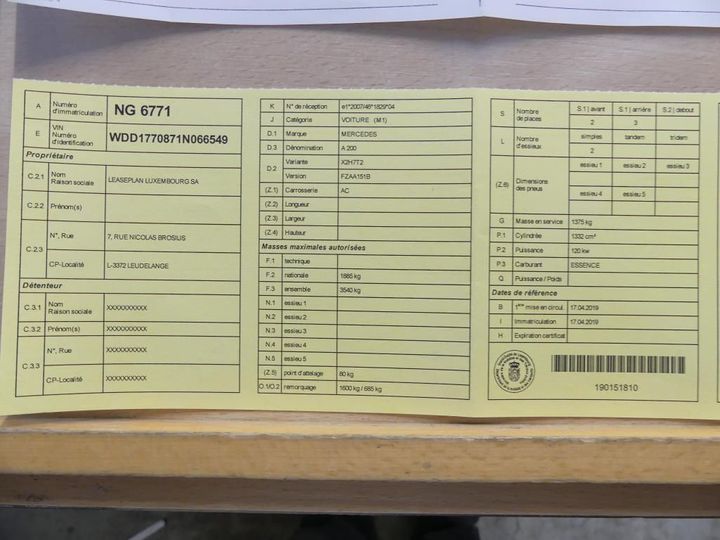 A Numéro d'immatriculation NG 6771
E VIN Numéro d'identification WDD1770871N066549
Propriétaire
C.2.1 Nom Raison sociale LEASEPLAN LUXEMBOURG SA
C.2.2 Prénom(s)
C.2.3 N°, Rue 7, RUE NICOLAS BROSIUS
CP-Localité L-3372 LEUDELANGE
Détenteur
C.3.1 Nom Raison sociale XXXXXXXXXX
C.3.2 Prénom(s) XXXXXXXXXX
C.3.3 N°, Rue XXXXXXXXXX
CP-Localité XXXXXXXXXX
K N° de réception e1*2007/46*1829*04
J Catégorie VOITURE (M1)
D.1 Marque MERCEDES
D.3 Dénomination A 200
D.2 Variante X2H7T2
Version FZAA151B
(Z.1) Carrosserie AC
(Z.2) Longueur
(Z.3) Largeur
(Z.4) Hauteur
Masses maximales autorisées
F.1 technique
F.2 nationale 1885 kg
F.3 ensemble 3540 kg
N.1 essieu 1
N.2 essieu 2
N.3 essieu 3
N.4 essieu 4
N.5 essieu 5
(Z.5) point d'attelage 80 kg
O.1/O.2 remorquage 1600 kg / 685 kg
S Nombre de places S.1 | avant S.1 | arrière S.2 | debout
2 3
L Nombre d'essieux simples tandem tridem
2
(Z.6) Dimensions des pneus essieu 1 essieu 2 essieu 3
essieu 4 essieu 5
G Masse en service 1375 kg
P.1 Cylindrée 1332 cm³
P.2 Puissance 120 kw
P.3 Carburant ESSENCE
Q Puissance / Poids
Dates de référence
B 1ère mise en circul. 17.04.2019
I Immatriculation 17.04.2019
H Expiration certificat
190151810